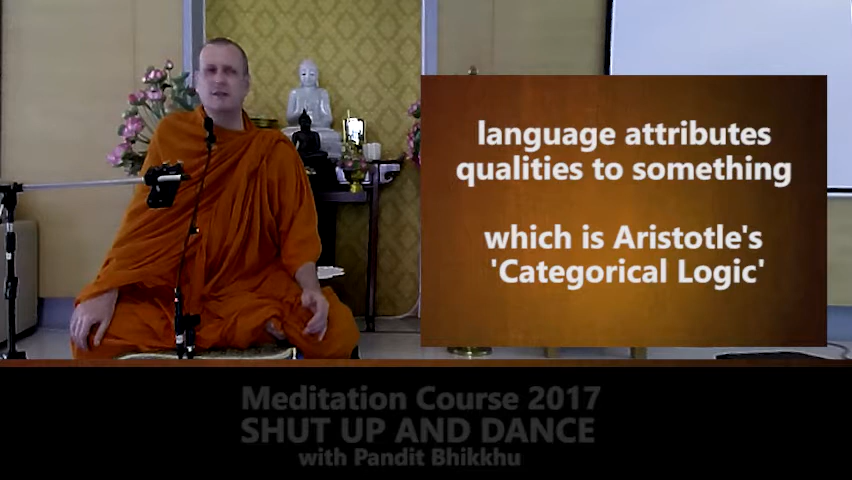 language attributes
qualities to something
which is Aristotle's
'Categorical Logic'
Meditation Course 2017
SHUT UP AND DANCE
with Pandit Bhikkhu